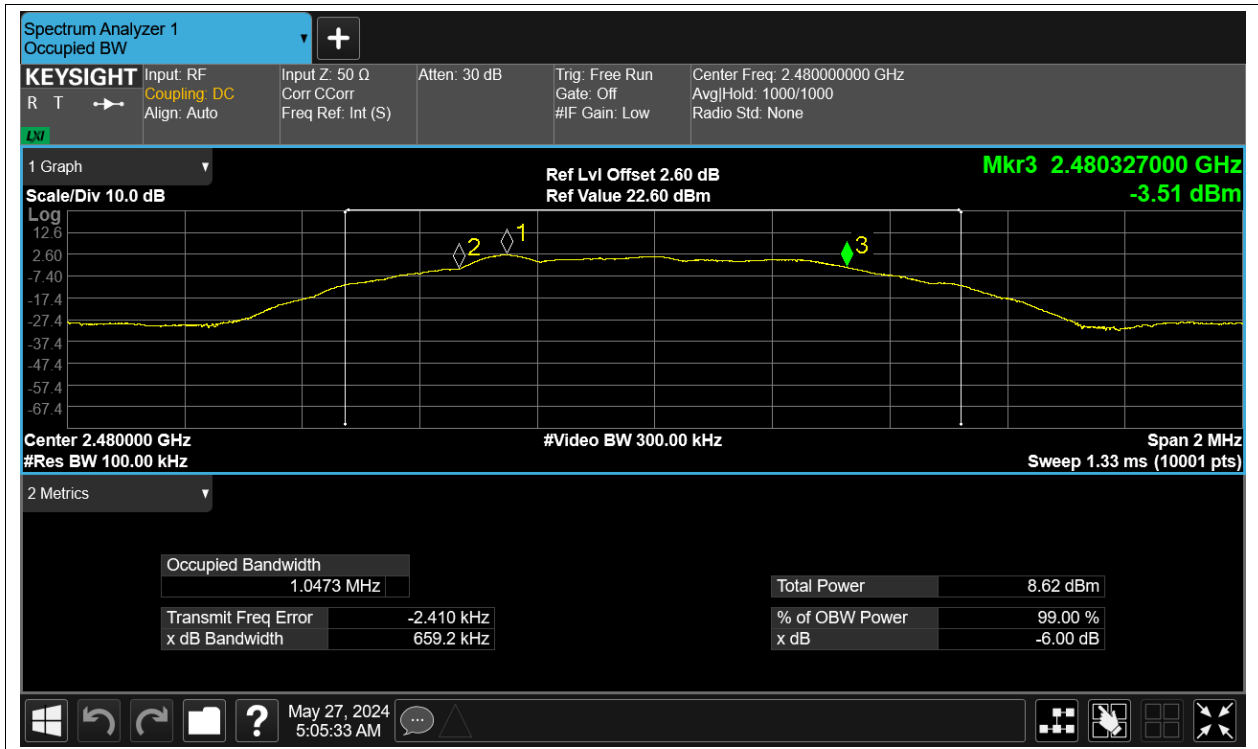 Spectrum Analyzer 1
Occupied BW
+
KEYSIGHT
R T
LXI
Input: RF
Coupling: DC
Align: Auto
Input Z: 50 Ω
Corr CCorr
Freq Ref: Int (S)
Atten: 30 dB
Trig: Free Run
Gate: Off
#IF Gain: Low
Center Freq: 2.480000000 GHz
Avg|Hold: 1000/1000
Radio Std: None
1 Graph
Scale/Div 10.0 dB
Ref Lvl Offset 2.60 dB
Ref Value 22.60 dBm
Mkr3 2.480327000 GHz
-3.51 dBm
Log
12.6
2.60
-7.40
-17.4
-27.4
-37.4
-47.4
-57.4
-67.4
2
1
3
Center 2.480000 GHz
#Res BW 100.00 kHz
#Video BW 300.00 kHz
Span 2 MHz
Sweep 1.33 ms (10001 pts)
2 Metrics
Occupied Bandwidth
1.0473 MHz
Transmit Freq Error -2.410 kHz
x dB Bandwidth 659.2 kHz
Total Power 8.62 dBm
% of OBW Power 99.00 %
x dB -6.00 dB
?
May 27, 2024
5:05:33 AM